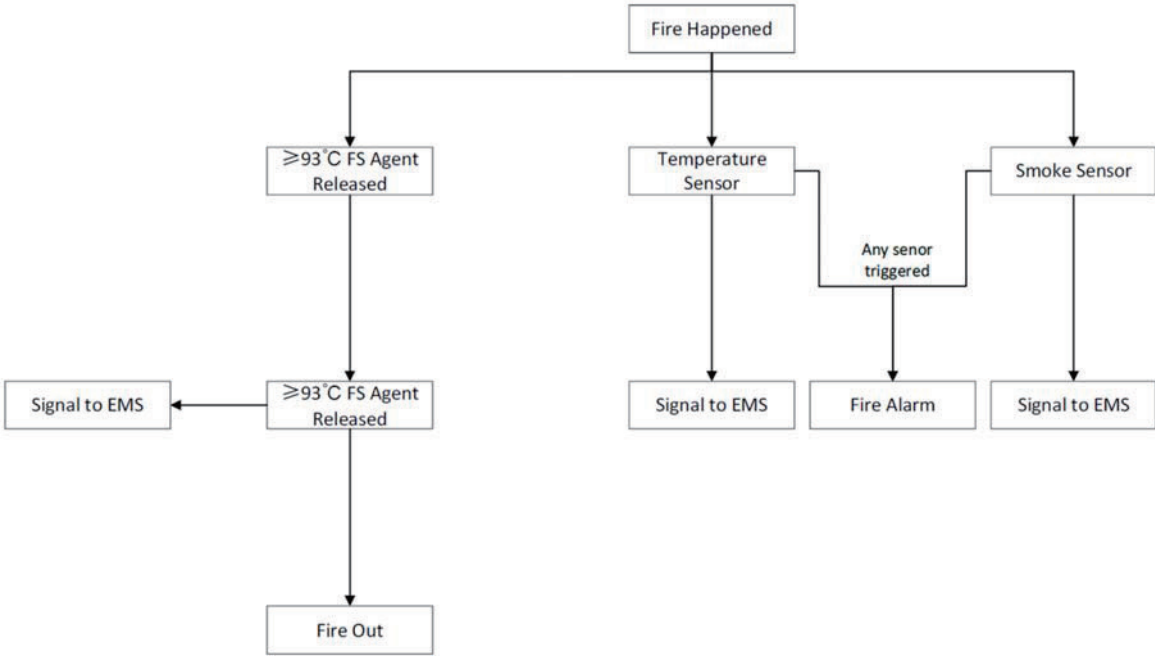 Fire Happened
≥93℃ FS Agent
Released
Temperature
Sensor
Smoke Sensor
Any senor
triggered
Signal to EMS
≥93℃ FS Agent
Released
Signal to EMS
Fire Alarm
Signal to EMS
Fire Out